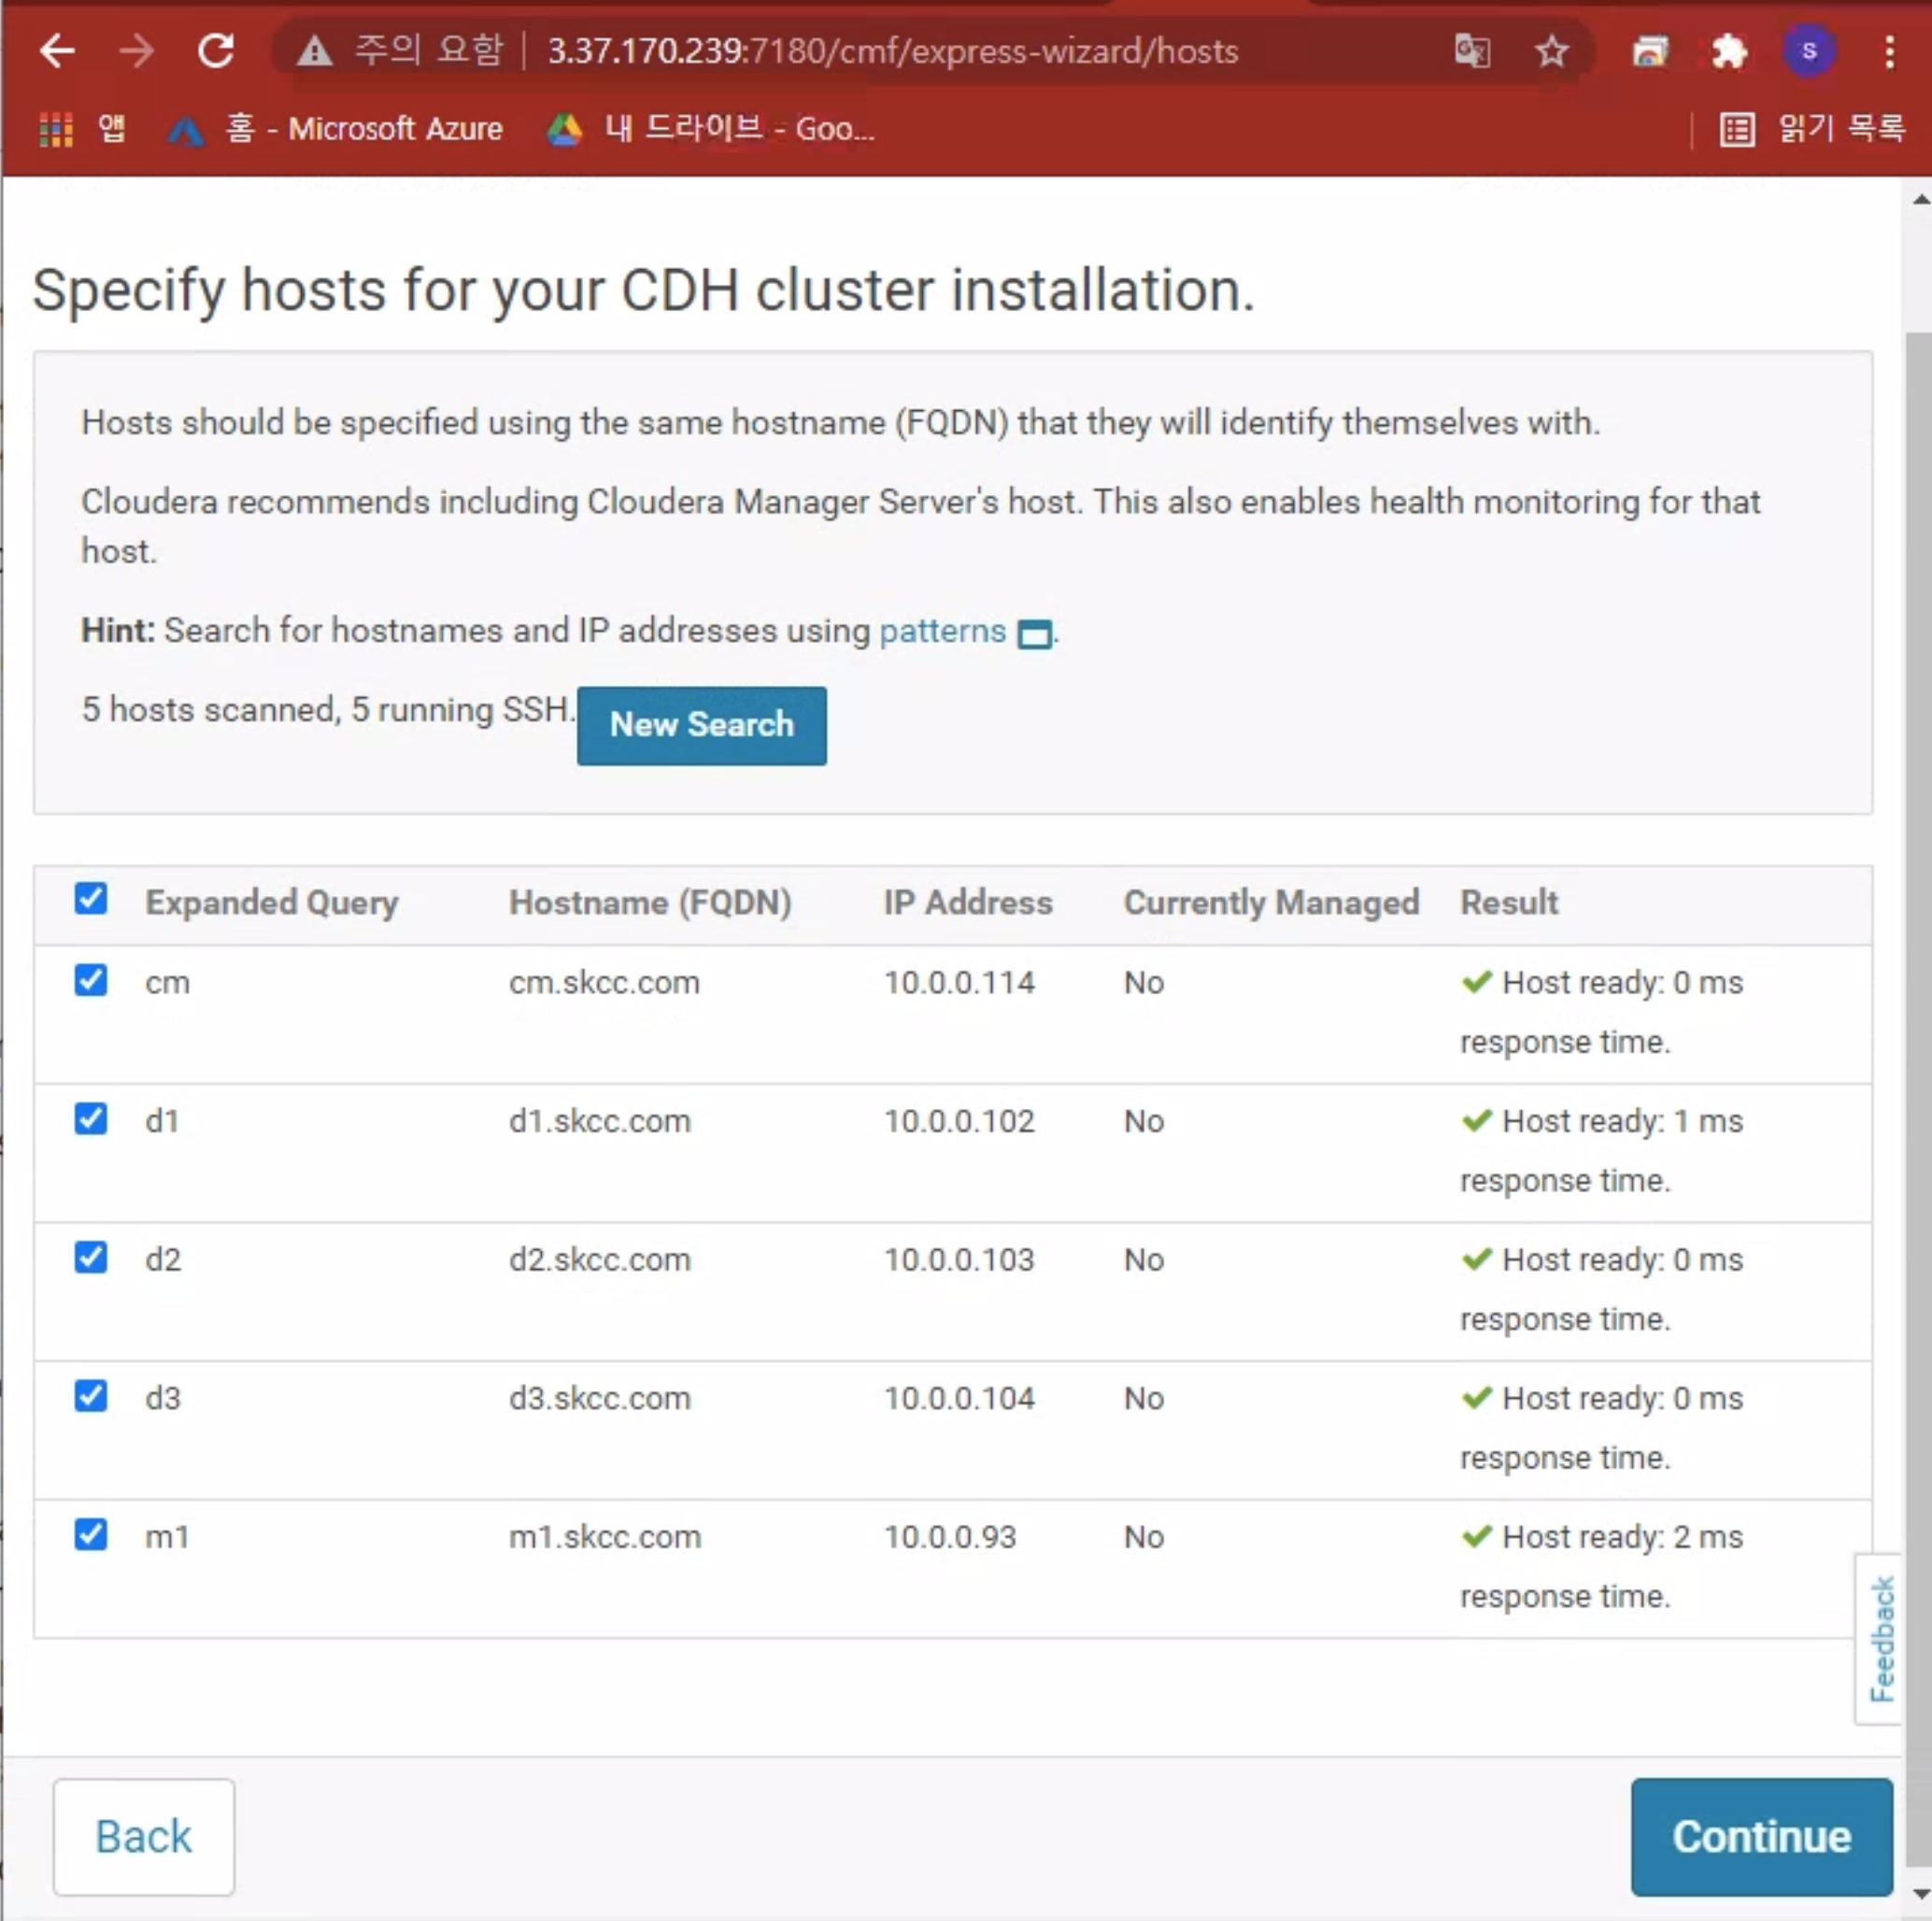 주의 요함 | 3.37.170.239:7180/cmf/express-wizard/hosts
S
앱 홈 - Microsoft Azure 내 드라이브 - Goo... 읽기 목록
Specify hosts for your CDH cluster installation.
Hosts should be specified using the same hostname (FQDN) that they will identify themselves with.
Cloudera recommends including Cloudera Manager Server's host. This also enables health monitoring for that
host.
Hint: Search for hostnames and IP addresses using patterns .
5 hosts scanned, 5 running SSH. New Search
Expanded Query Hostname (FQDN) IP Address Currently Managed Result
cm cm.skcc.com 10.0.0.114 No Host ready: 0 ms
response time.
d1 d1.skcc.com 10.0.0.102 No Host ready: 1 ms
response time.
d2 d2.skcc.com 10.0.0.103 No Host ready: 0 ms
response time.
d3 d3.skcc.com 10.0.0.104 No Host ready: 0 ms
response time.
m1 m1.skcc.com 10.0.0.93 No Host ready: 2 ms
response time.
Feedback
Back Continue